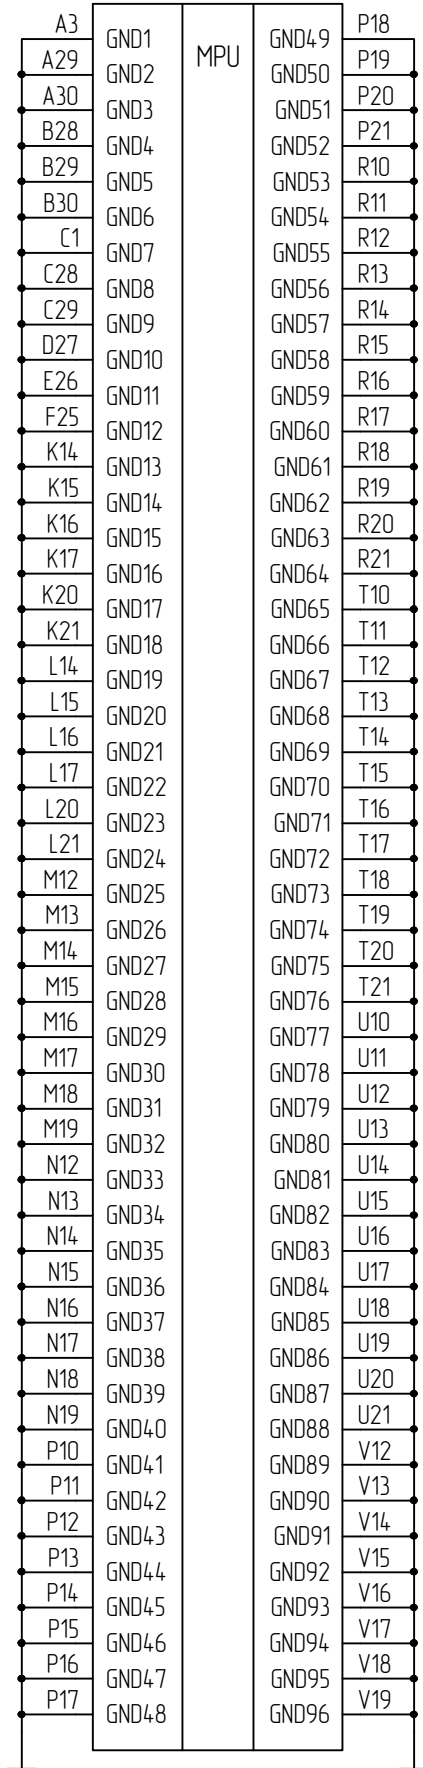 A3 GND1 MPU GND49 P18
A29 GND2 GND50 P19
A30 GND3 GND51 P20
B28 GND4 GND52 P21
B29 GND5 GND53 R10
B30 GND6 GND54 R11
C1 GND7 GND55 R12
C28 GND8 GND56 R13
C29 GND9 GND57 R14
D27 GND10 GND58 R15
E26 GND11 GND59 R16
F25 GND12 GND60 R17
K14 GND13 GND61 R18
K15 GND14 GND62 R19
K16 GND15 GND63 R20
K17 GND16 GND64 R21
K20 GND17 GND65 T10
K21 GND18 GND66 T11
L14 GND19 GND67 T12
L15 GND20 GND68 T13
L16 GND21 GND69 T14
L17 GND22 GND70 T15
L20 GND23 GND71 T16
L21 GND24 GND72 T17
M12 GND25 GND73 T18
M13 GND26 GND74 T19
M14 GND27 GND75 T20
M15 GND28 GND76 T21
M16 GND29 GND77 U10
M17 GND30 GND78 U11
M18 GND31 GND79 U12
M19 GND32 GND80 U13
N12 GND33 GND81 U14
N13 GND34 GND82 U15
N14 GND35 GND83 U16
N15 GND36 GND84 U17
N16 GND37 GND85 U18
N17 GND38 GND86 U19
N18 GND39 GND87 U20
N19 GND40 GND88 U21
P10 GND41 GND89 V12
P11 GND42 GND90 V13
P12 GND43 GND91 V14
P13 GND44 GND92 V15
P14 GND45 GND93 V16
P15 GND46 GND94 V17
P16 GND47 GND95 V18
P17 GND48 GND96 V19